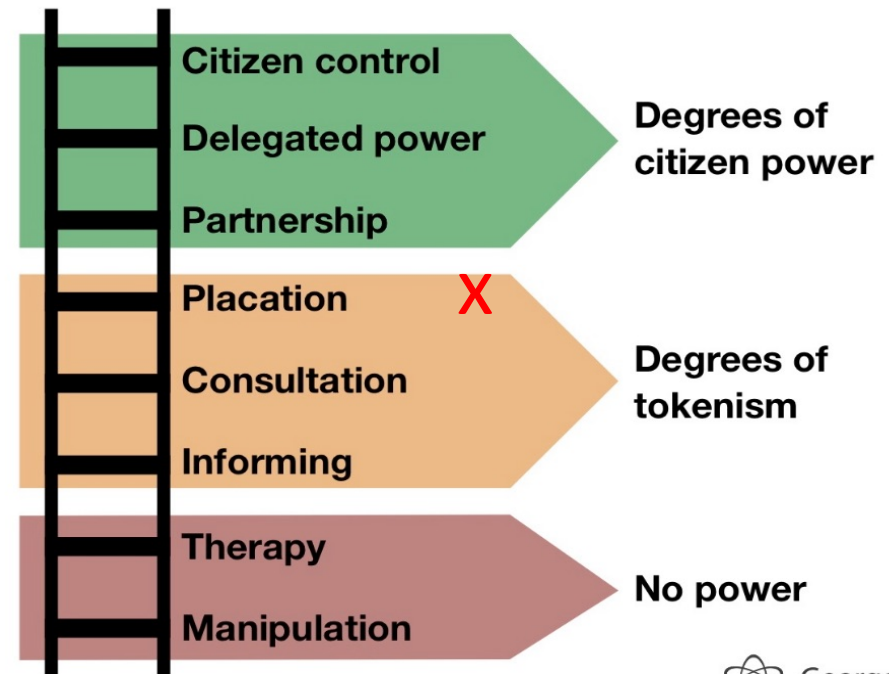 Citizen control
Delegated power
Partnership
Degrees of
citizen power
Placation X
Consultation
Informing
Degrees of
tokenism
Therapy
Manipulation
No power